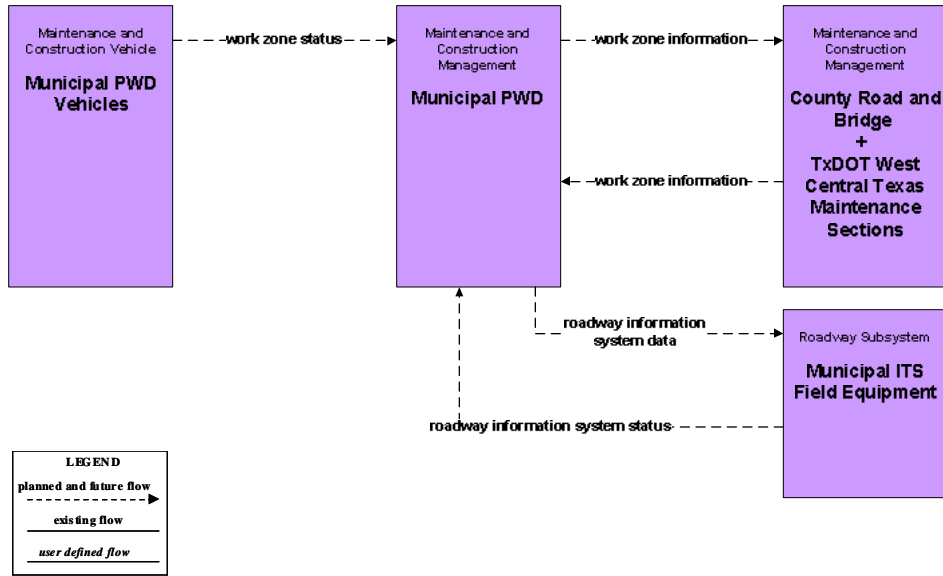 Maintenance and
Construction Vehicle
Municipal PWD
Vehicles
work zone status
Maintenance and
Construction
Management
Municipal PWD
work zone information
Maintenance and
Construction
Management
County Road and
Bridge
+
TxDOT West
Central Texas
Maintenance
Sections
work zone information
roadway information
system data
Roadway Subsystem
Municipal ITS
Field Equipment
roadway information system status
LEGEND
planned and future flow
existing flow
user defined flow